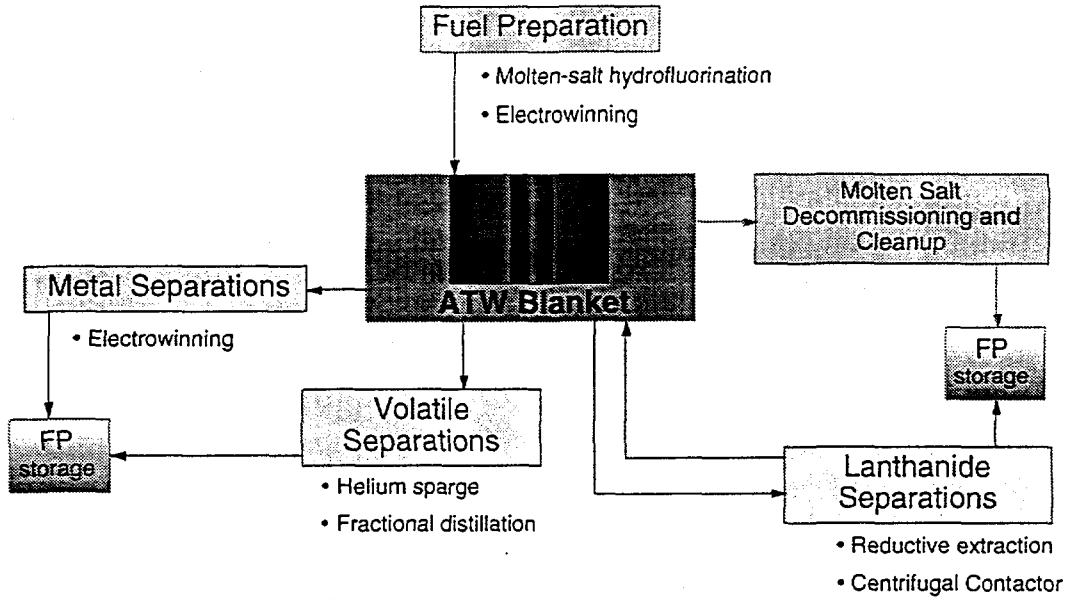 Fuel Preparation
• Molten-salt hydrofluorination
• Electrowinning
ATW Blanket
Molten Salt
Decommissioning and
Cleanup
Metal Separations
• Electrowinning
FP
storage
Volatile
Separations
• Helium sparge
• Fractional distillation
FP
storage
Lanthanide
Separations
• Reductive extraction
• Centrifugal Contactor